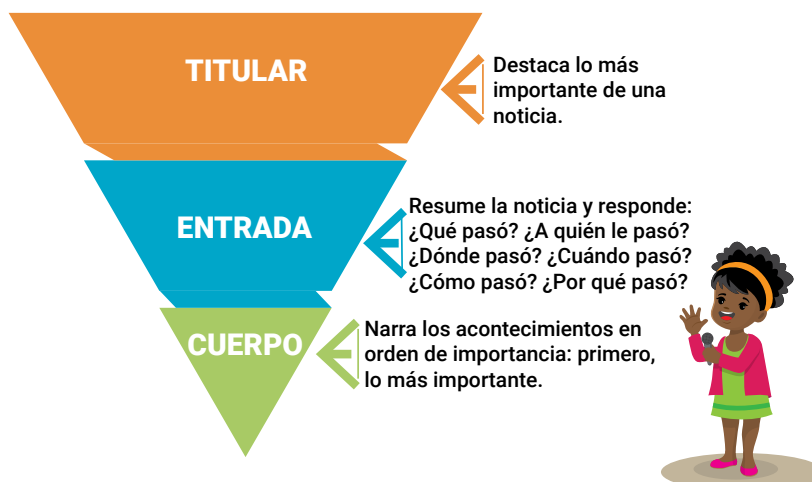 TITULAR
Destaca lo más
importante de una
noticia.
ENTRADA
Resume la noticia y responde:
¿Qué pasó? ¿A quién le pasó?
¿Dónde pasó? ¿Cuándo pasó?
¿Cómo pasó? ¿Por qué pasó?
CUERPO
Narra los acontecimientos en
orden de importancia: primero,
lo más importante.